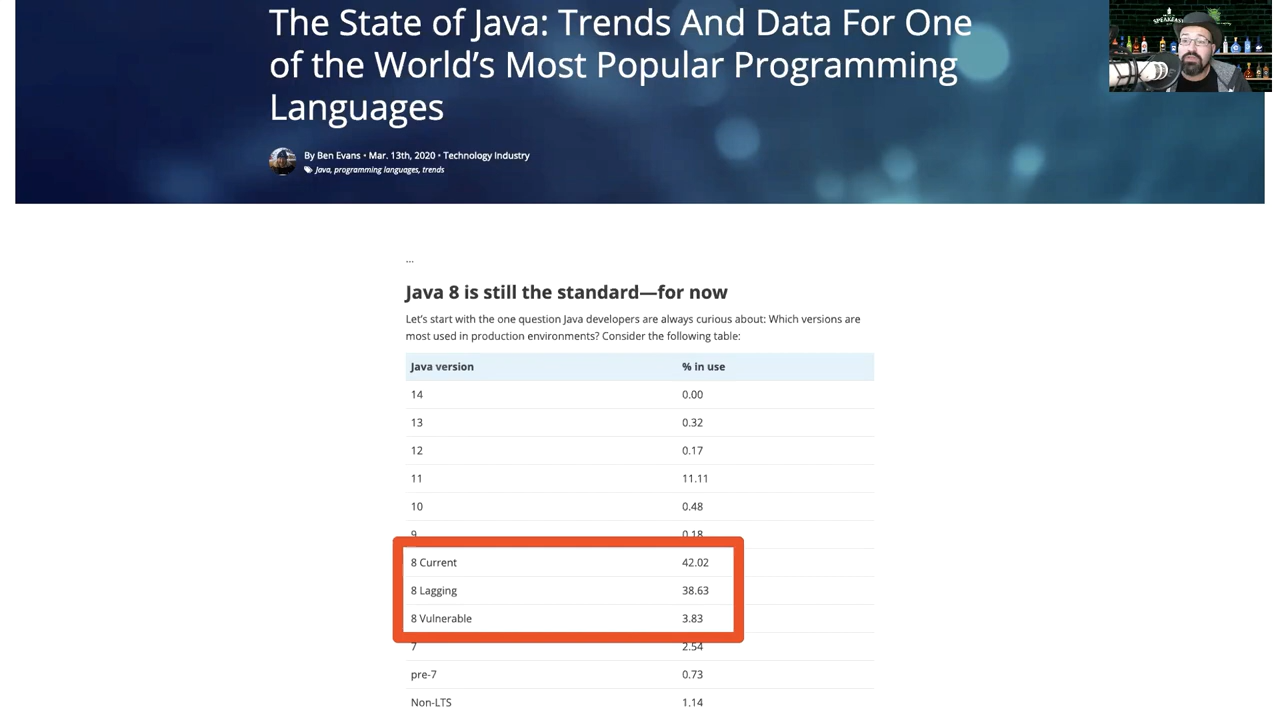 The State of Java: Trends And Data For One
of the World's Most Popular Programming
Languages
By Ben Evans • Mar. 13th, 2020 • Technology Industry
Java, programming languages, trends
SPEAKEASY
...
Java 8 is still the standard—for now
Let's start with the one question Java developers are always curious about: Which versions are
most used in production environments? Consider the following table:
Java version % in use
14 0.00
13 0.32
12 0.17
11 11.11
10 0.48
9 0.18
8 Current 42.02
8 Lagging 38.63
8 Vulnerable 3.83
7 2.54
pre-7 0.73
Non-LTS 1.14